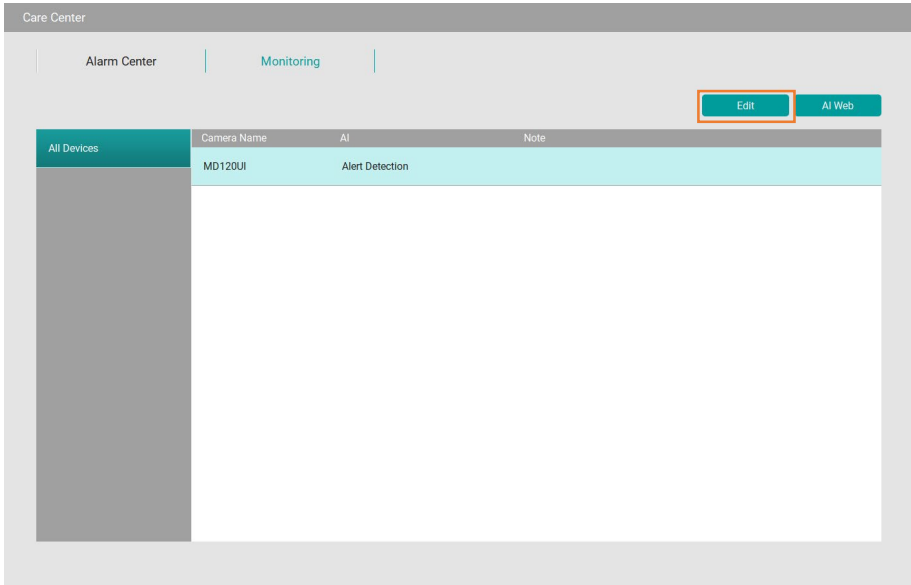 Care Center
Alarm Center Monitoring
Edit AI Web
All Devices
Camera Name AI Note
MD120UI Alert Detection